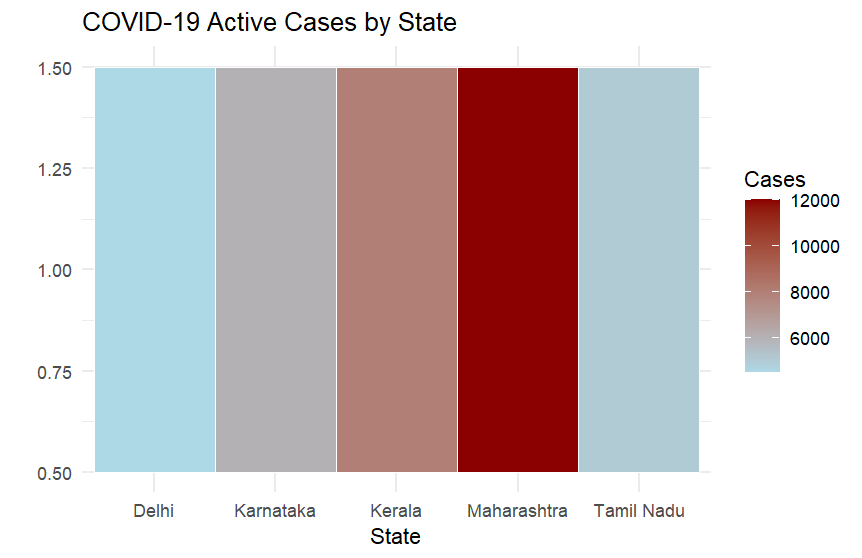 COVID-19 Active Cases by State
1.50
1.25
1.00
0.75
0.50
Delhi Karnataka Kerala Maharashtra Tamil Nadu
State
Cases
12000
10000
8000
6000